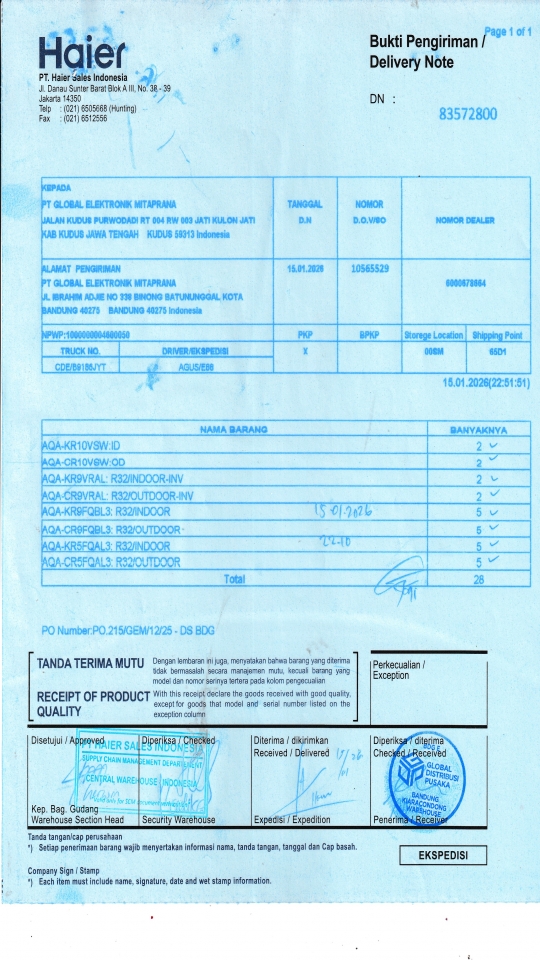 Page 1 of 1
Haier
Bukti Pengiriman /
Delivery Note
PT. Haier Sales Indonesia
Jl. Danau Sunter Barat Blok A III, No. 38 - 39
Jakarta 14350
Telp : (021) 6505668 (Hunting)
Fax : (021) 6512556
DN :
83572800
KEPADA
PT GLOBAL ELEKTRONIK MITAPRANA
JALAN KUDUS PURWODADI RT 004 RW 003 JATI KULON JATI
KAB KUDUS JAWA TENGAH KUDUS 59313 Indonesia
TANGGAL
D.N
NOMOR
D.O.V/SO
NOMOR DEALER
ALAMAT PENGIRIMAN
PT GLOBAL ELEKTRONIK MITAPRANA
JL IBRAHIM ADJIE NO 339 BINONG BATUNUNGGAL KOTA
BANDUNG 40275 BANDUNG 40275 Indonesia
15.01.2026
10565529
NPWP:
PKP
BPKP
Storage Location
Shipping Point
TRUCK NO.
DRIVER/EKSPEDISI
X
65D1
AGUS/E86
15.01.2026(22:51:51)
NAMA BARANG BANYAKNYA
AQA-KR10VSW:ID 2
AQA-CR10VSW:OD 2
AQA-KR9VRAL: R32/INDOOR-INV 2
AQA-CR9VRAL: R32/OUTDOOR-INV 2
AQA-KR9FQBL3: R32/INDOOR 5
15/01.2026
AQA-CR9FQBL3: R32/OUTDOOR 5
AQA-KR5FQAL3: R32/INDOOR 5
22.10
AQA-CR5FQAL3: R32/OUTDOOR 5
Total 28
PO Number:PO.215/GEM/12/25 - DS BDG
TANDA TERIMA MUTU
Dengan lembaran ini juga, menyatakan bahwa barang yang diterima
tidak bermasalah secara manajemen mutu, kecuali barang yang
model dan nomor serinya tertera pada kolom pengecualian
RECEIPT OF PRODUCT
QUALITY
With this receipt declare the goods received with good quality,
except for goods that model and serial number listed on the
exception column
Perkecualian /
Exception
Disetujui / Approved
Diperiksa / Checked
Diterima / dikirimkan
Received / Delivered
Diperiksa / diterima
Checked / Received
PT HAIER SALES INDONESIA
SUPPLY CHAIN MANAGEMENT DEPARTMENT
CENTRAL WAREHOUSE - INDONESIA
GLOBAL
DISTRIBUSI
PUSAKA
BANDUNG
KIARACONDONG
WAREHOUSE
Kep. Bag. Gudang
Warehouse Section Head
Security Warehouse
Expedisi / Expedition
Penerima / Receiver
Tanda tangan/cap perusahaan
*) Setiap penerimaan barang wajib menyertakan informasi nama, tanda tangan, tanggal dan Cap basah.
EKSPEDISI
Company Sign / Stamp
*) Each item must include name, signature, date and wet stamp information.